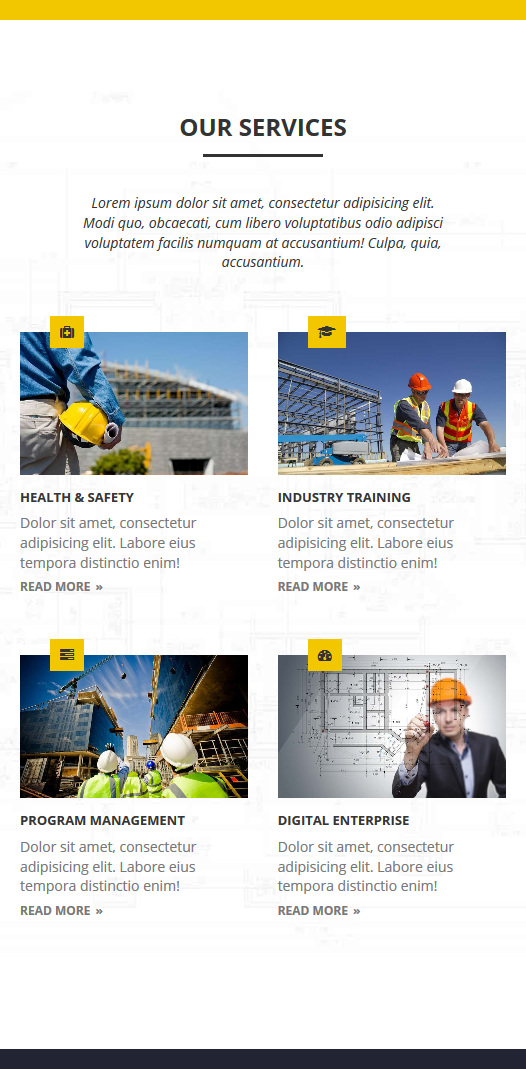 OUR SERVICES
Lorem ipsum dolor sit amet, consectetur adipisicing elit.
Modi quo, obcaecati, cum libero voluptatibus odio adipisci
voluptatem facilis numquam at accusantium! Culpa, quia,
accusantium.
HEALTH & SAFETY
Dolor sit amet, consectetur
adipisicing elit. Labore eius
tempora distinctio enim!
READ MORE »
INDUSTRY TRAINING
Dolor sit amet, consectetur
adipisicing elit. Labore eius
tempora distinctio enim!
READ MORE »
PROGRAM MANAGEMENT
Dolor sit amet, consectetur
adipisicing elit. Labore eius
tempora distinctio enim!
READ MORE »
DIGITAL ENTERPRISE
Dolor sit amet, consectetur
adipisicing elit. Labore eius
tempora distinctio enim!
READ MORE »